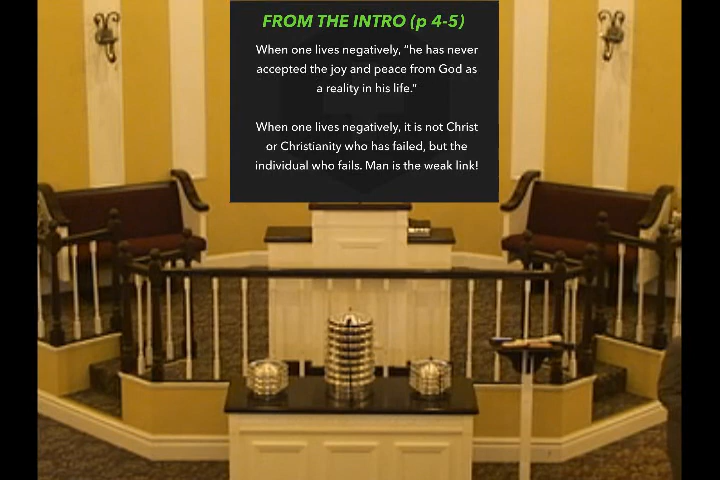 FROM THE INTRO (p 4-5)
When one lives negatively, "he has never
accepted the joy and peace from God as
a reality in his life."
When one lives negatively, it is not Christ
or Christianity who has failed, but the
individual who fails. Man is the weak link!